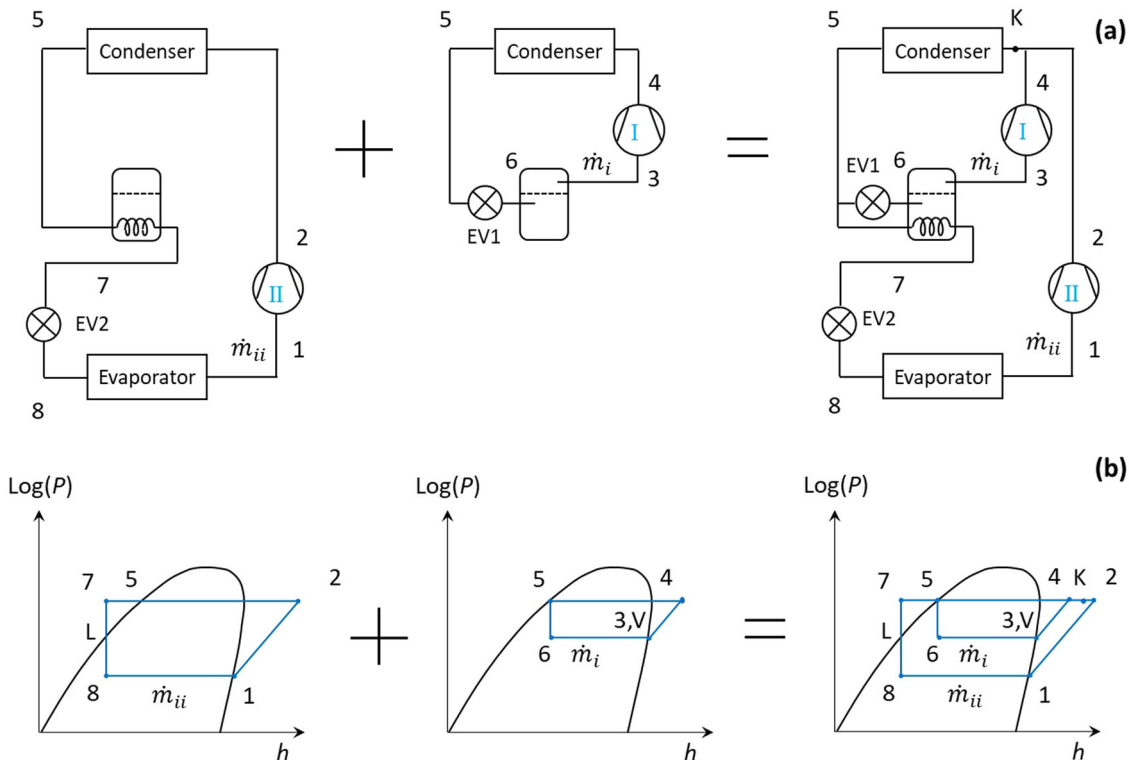 5
Condenser
EV2
7
2
II
ṁii
1
Evaporator
8
5
Condenser
4
I
6
ṁi
3
EV1
5
K
(a)
Condenser
4
I
EV1
6
ṁi
3
2
7
II
EV2
ṁii
1
Evaporator
8
(b)
Log(P)
7
5
2
L
8
ṁii
1
h
Log(P)
5
4
3,V
6
ṁi
h
Log(P)
7
5
4
K
2
L
3,V
6
ṁi
8
ṁii
1
h